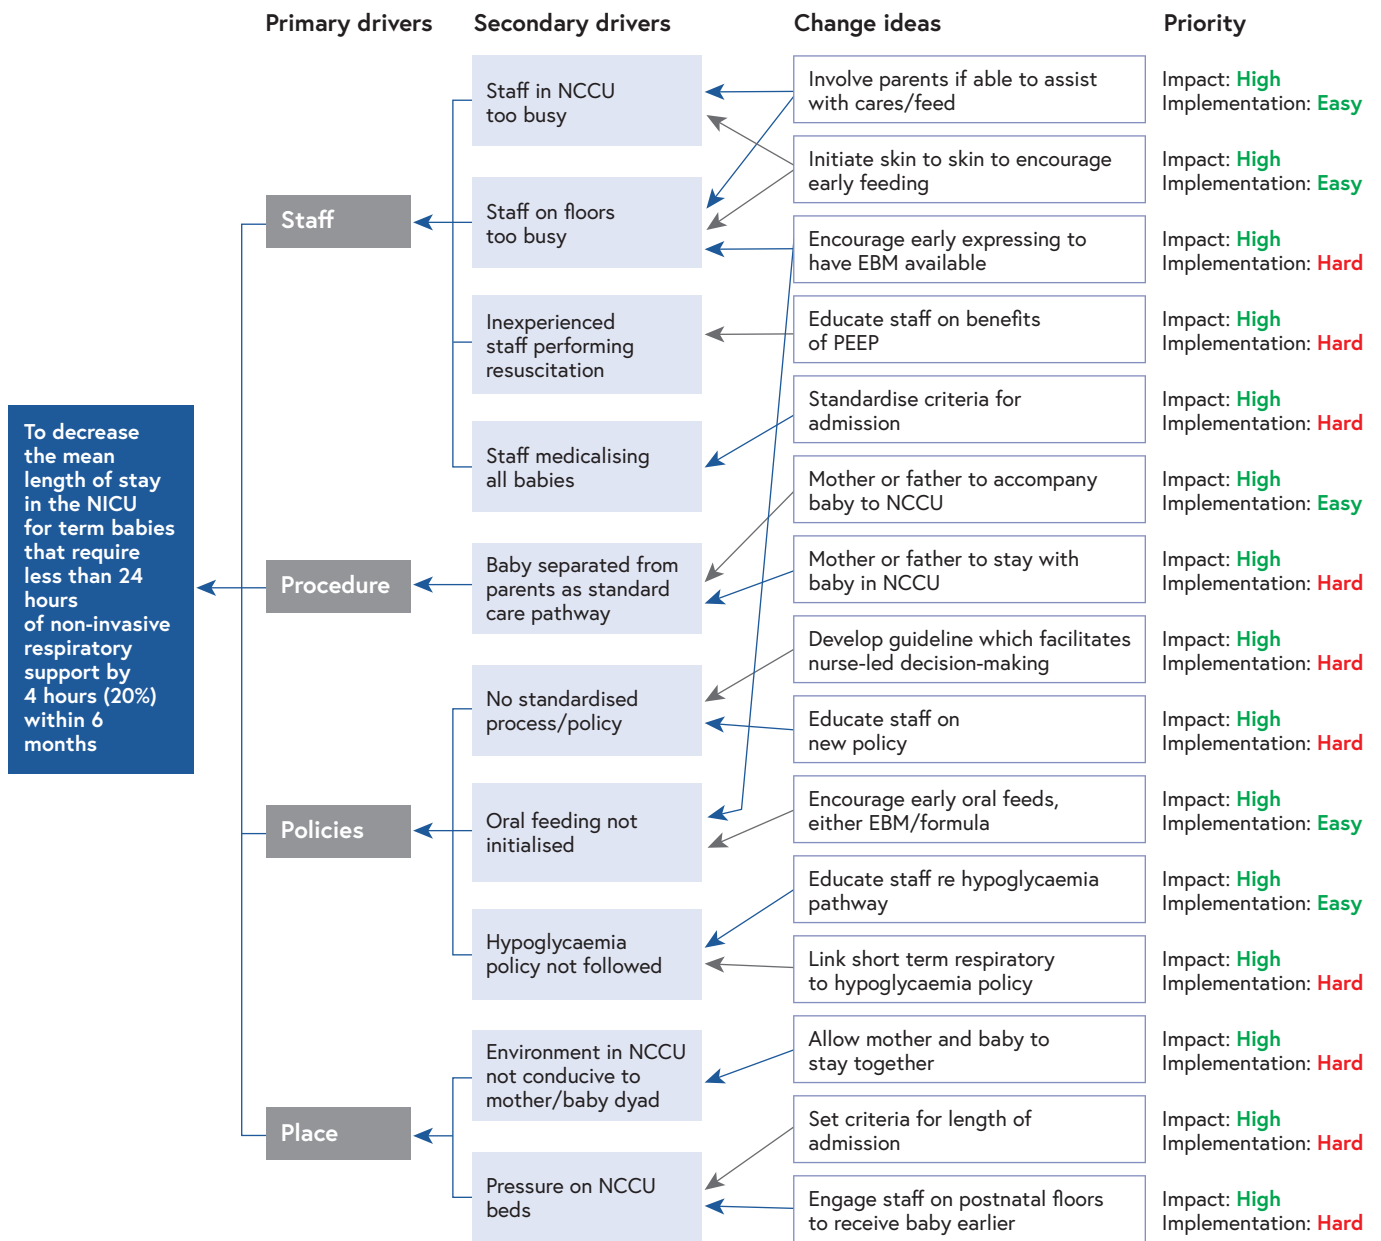 Primary drivers
Secondary drivers
Change ideas
Priority
To decrease
the mean
length of stay
in the NICU
for term babies
that require
less than 24
hours
of non-invasive
respiratory
support by
4 hours (20%)
within 6
months
Staff
Procedure
Policies
Place
Staff in NCCU
too busy
Staff on floors
too busy
Inexperienced
staff performing
resuscitation
Staff medicalising
all babies
Baby separated from
parents as standard
care pathway
No standardised
process/policy
Oral feeding not
initialised
Hypoglycaemia
policy not followed
Environment in NCCU
not conducive to
mother/baby dyad
Pressure on NCCU
beds
Involve parents if able to assist
with cares/feed
Impact: High
Implementation: Easy
Initiate skin to skin to encourage
early feeding
Impact: High
Implementation: Easy
Encourage early expressing to
have EBM available
Impact: High
Implementation: Hard
Educate staff on benefits
of PEEP
Impact: High
Implementation: Hard
Standardise criteria for
admission
Impact: High
Implementation: Hard
Mother or father to accompany
baby to NCCU
Impact: High
Implementation: Easy
Mother or father to stay with
baby in NCCU
Impact: High
Implementation: Hard
Develop guideline which facilitates
nurse-led decision-making
Impact: High
Implementation: Hard
Educate staff on
new policy
Impact: High
Implementation: Hard
Encourage early oral feeds,
either EBM/formula
Impact: High
Implementation: Easy
Educate staff re hypoglycaemia
pathway
Impact: High
Implementation: Easy
Link short term respiratory
to hypoglycaemia policy
Impact: High
Implementation: Hard
Allow mother and baby to
stay together
Impact: High
Implementation: Hard
Set criteria for length of
admission
Impact: High
Implementation: Hard
Engage staff on postnatal floors
to receive baby earlier
Impact: High
Implementation: Hard